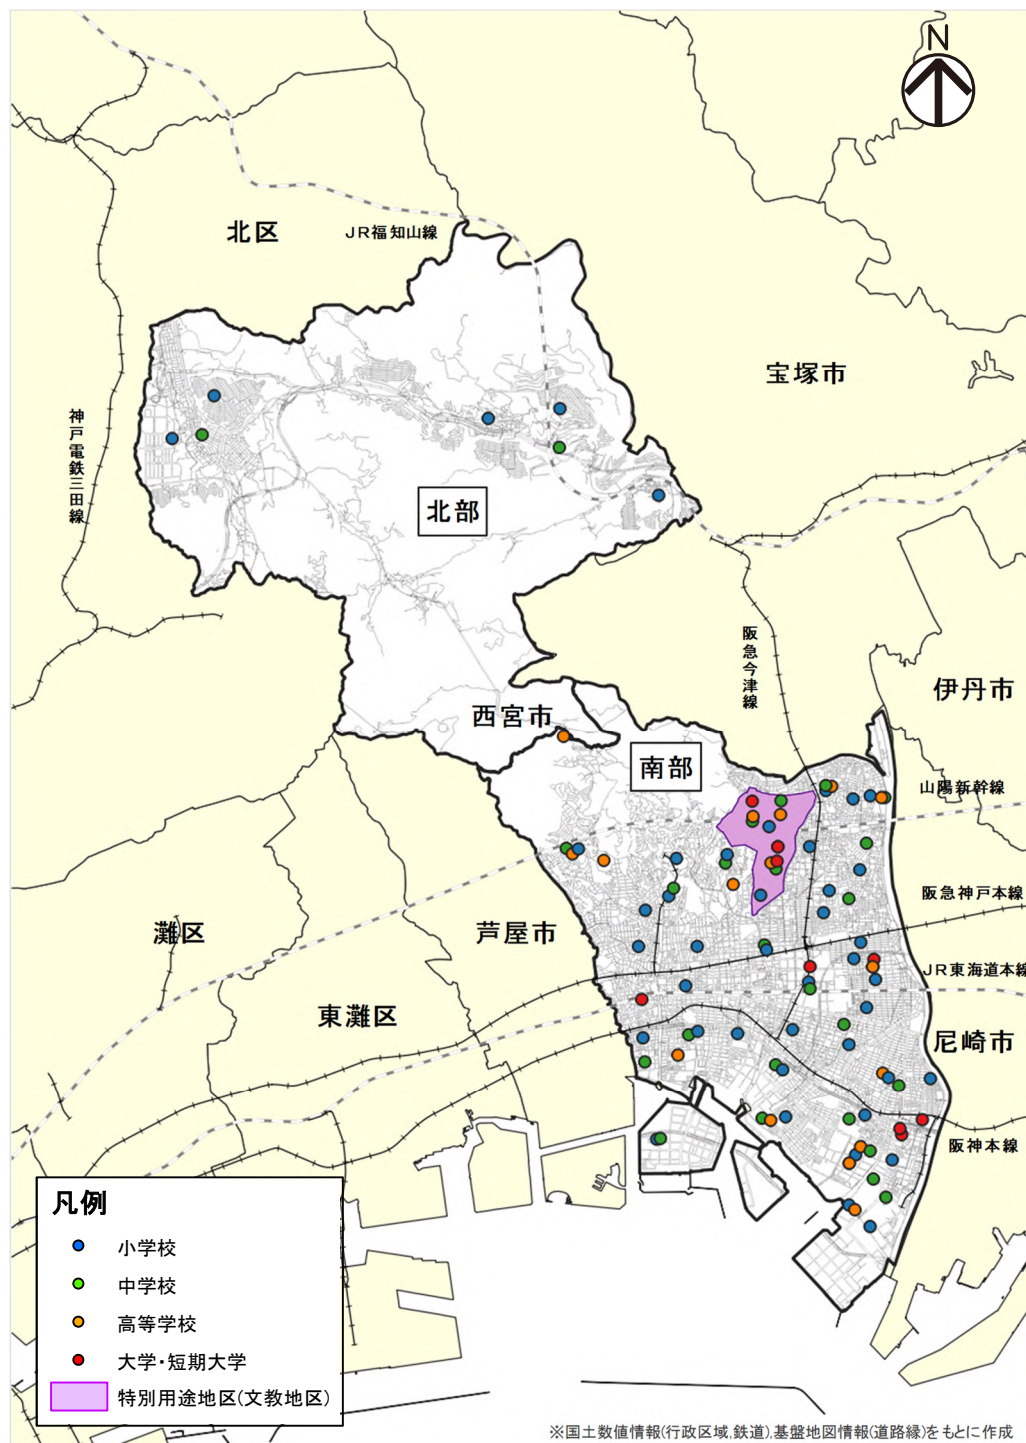 N
北区
JR福知山線
宝塚市
神戸電鉄三田線
北部
阪急今津線
伊丹市
西宮市
南部
山陽新幹線
阪急神戸本線
灘区
芦屋市
JR東海道本線
東灘区
尼崎市
阪神本線
凡例
小学校
中学校
高等学校
大学・短期大学
特別用途地区(文教地区)
※国土数値情報(行政区域,鉄道),基盤地図情報(道路縁)をもとに作成